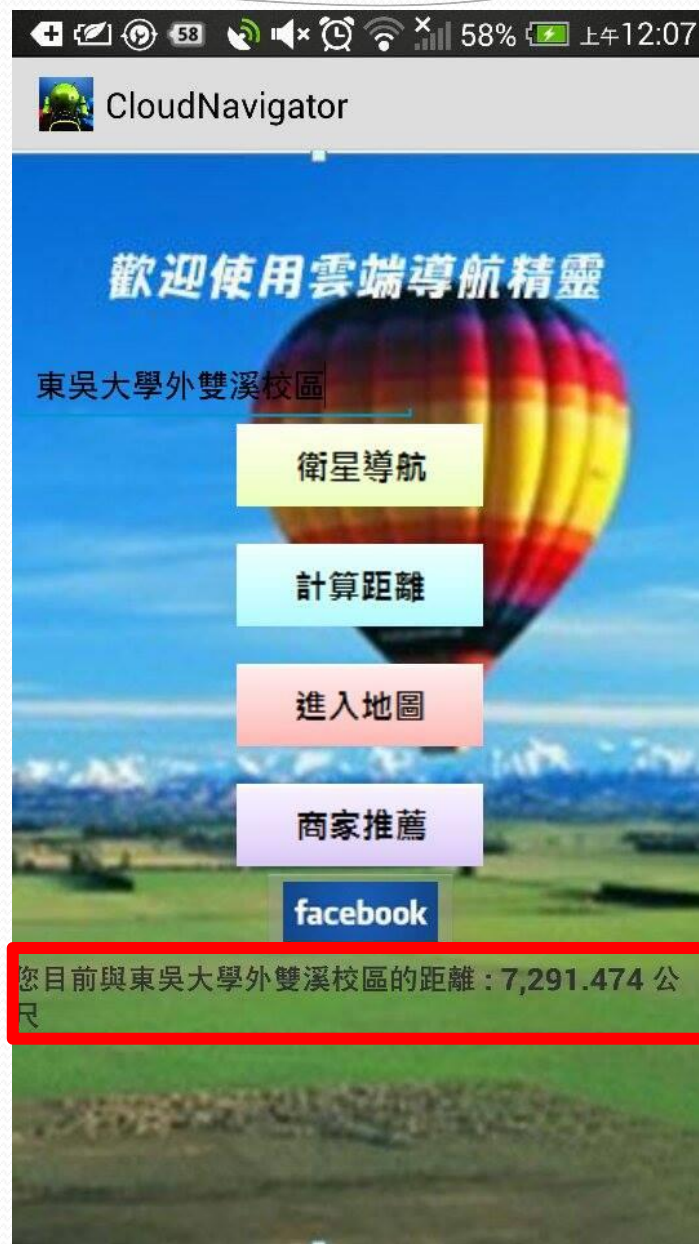 58 58% 上午12:07
CloudNavigator
歡迎使用雲端導航精靈
東吳大學外雙溪校區
衛星導航
計算距離
進入地圖
商家推薦
facebook
您目前與東吳大學外雙溪校區的距離 : 7,291.474 公
尺